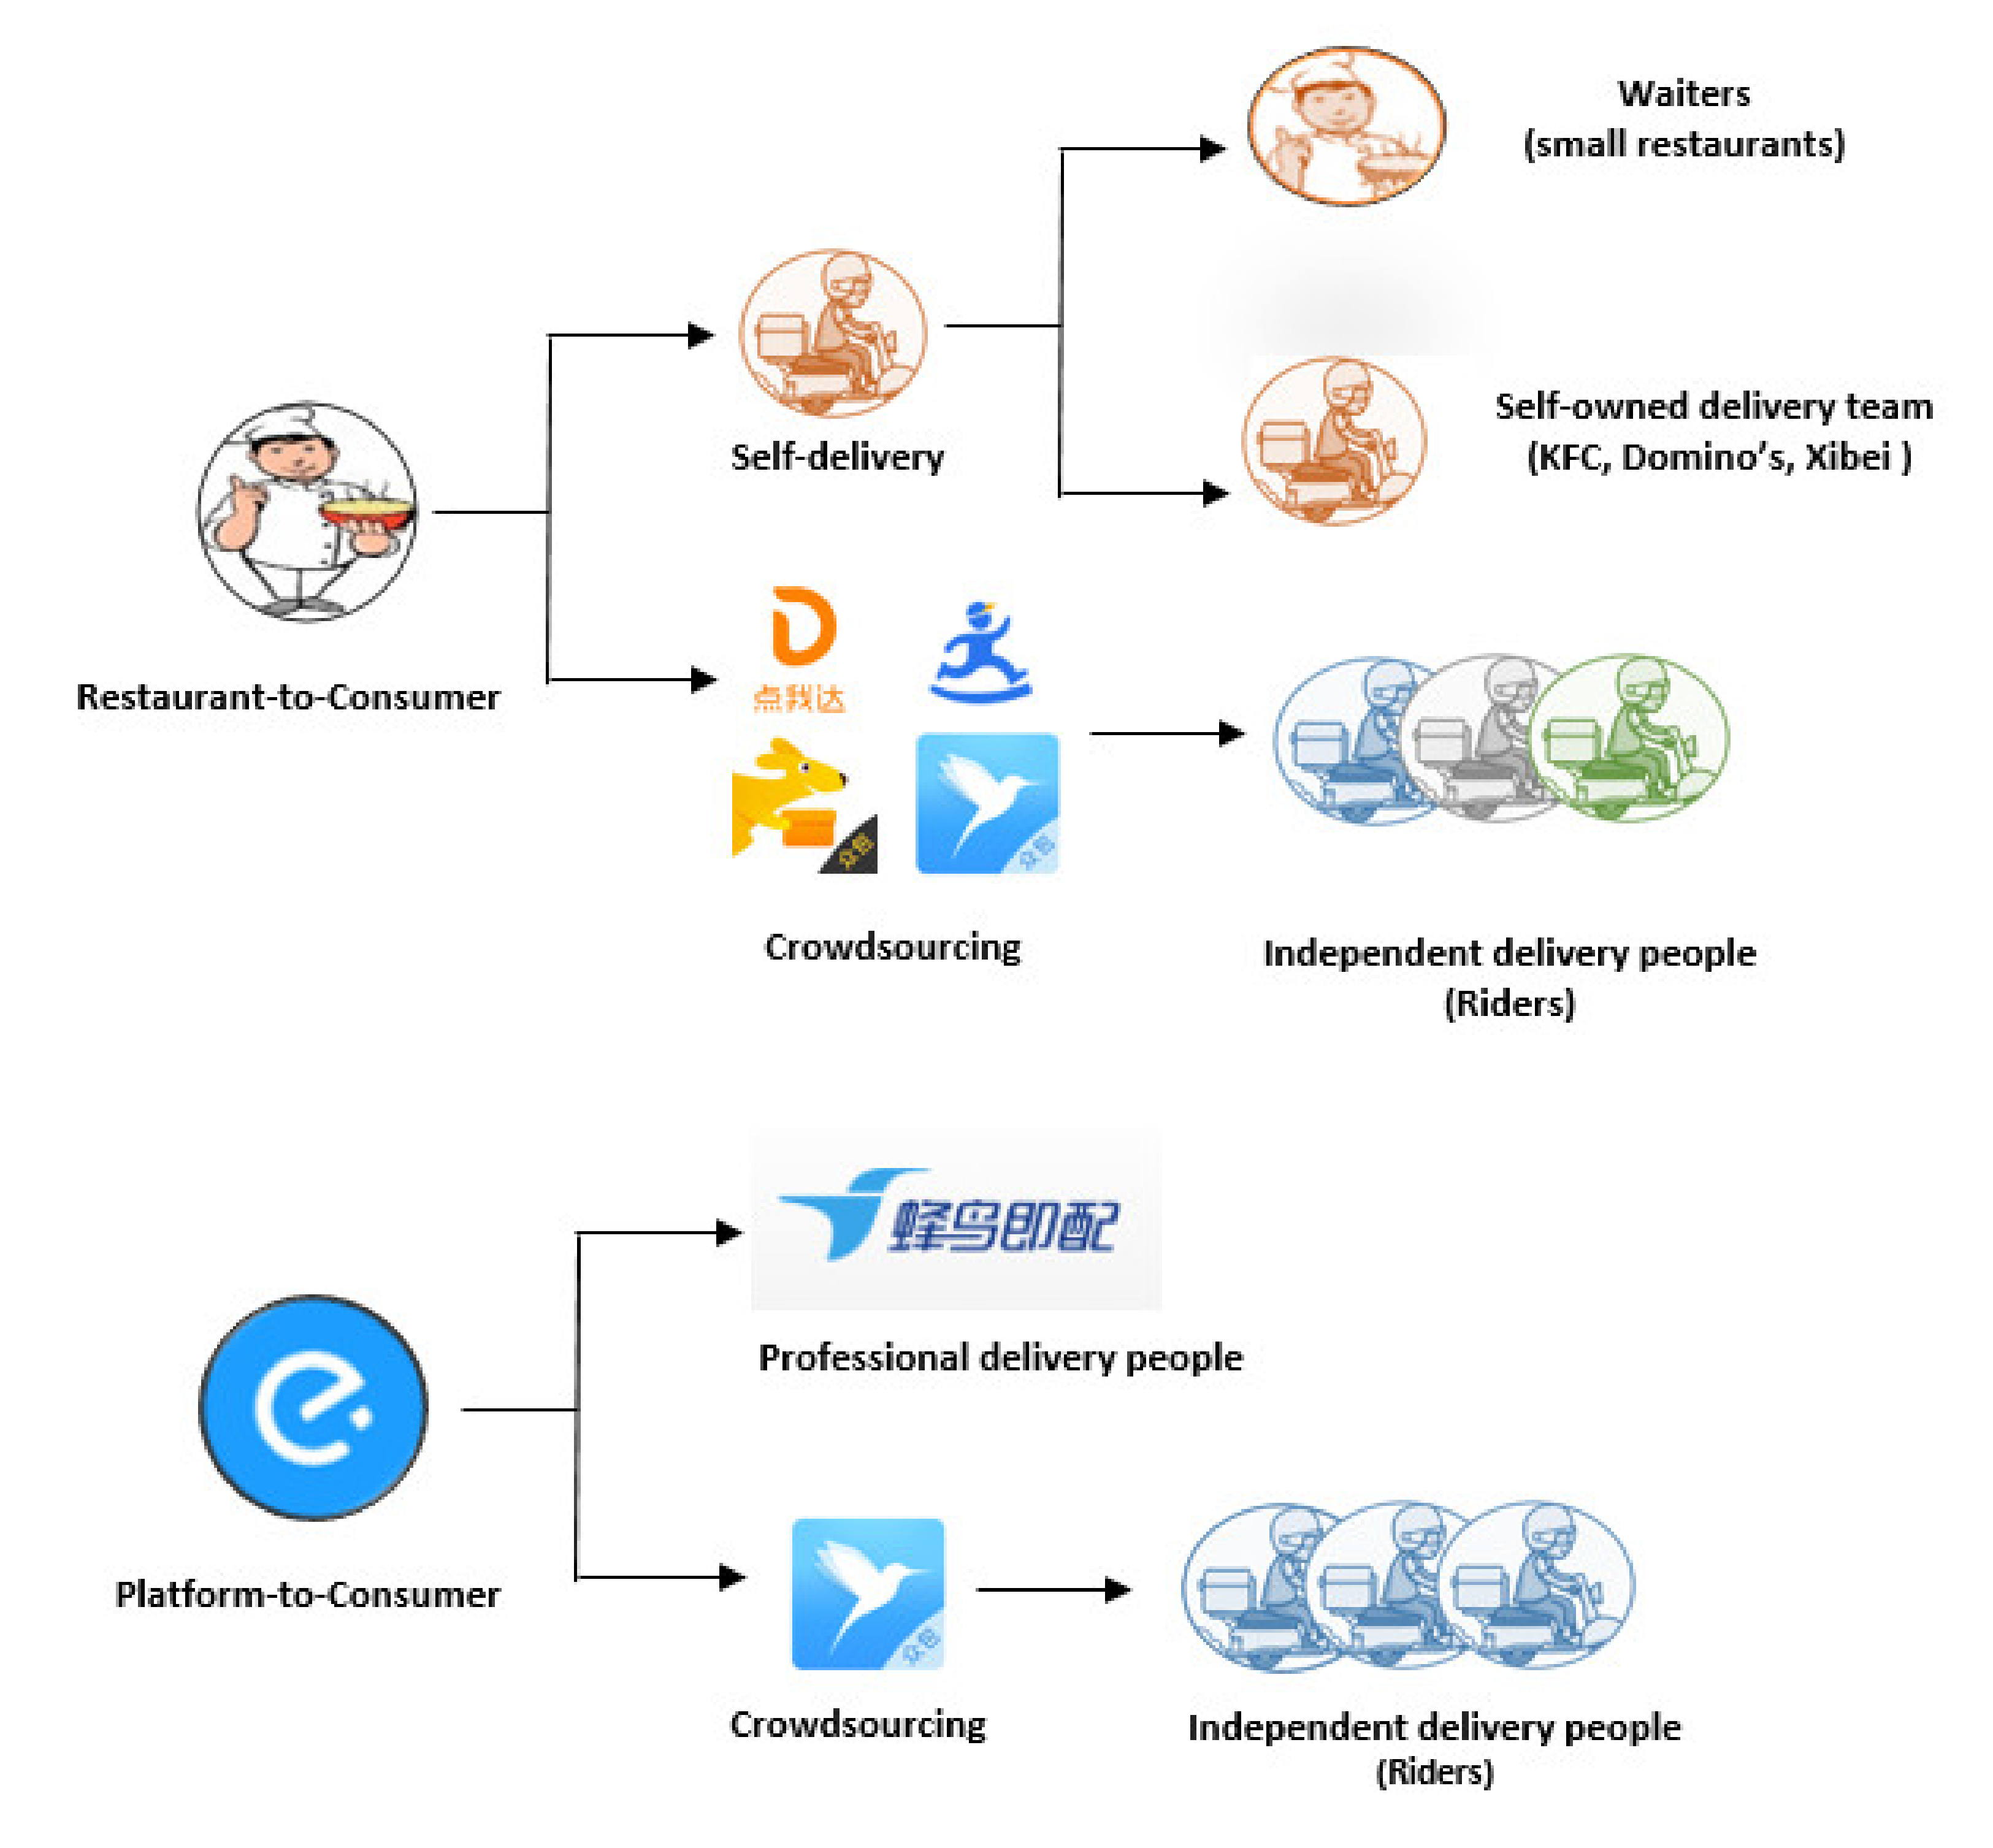 Waiters
(small restaurants)
Self-delivery
Self-owned delivery team
(KFC, Domino’s, Xibei )
Restaurant-to-Consumer
点我达
众包
众包
Crowdsourcing
Independent delivery people
(Riders)
蜂鸟即配
Professional delivery people
Platform-to-Consumer
众包
Crowdsourcing
Independent delivery people
(Riders)